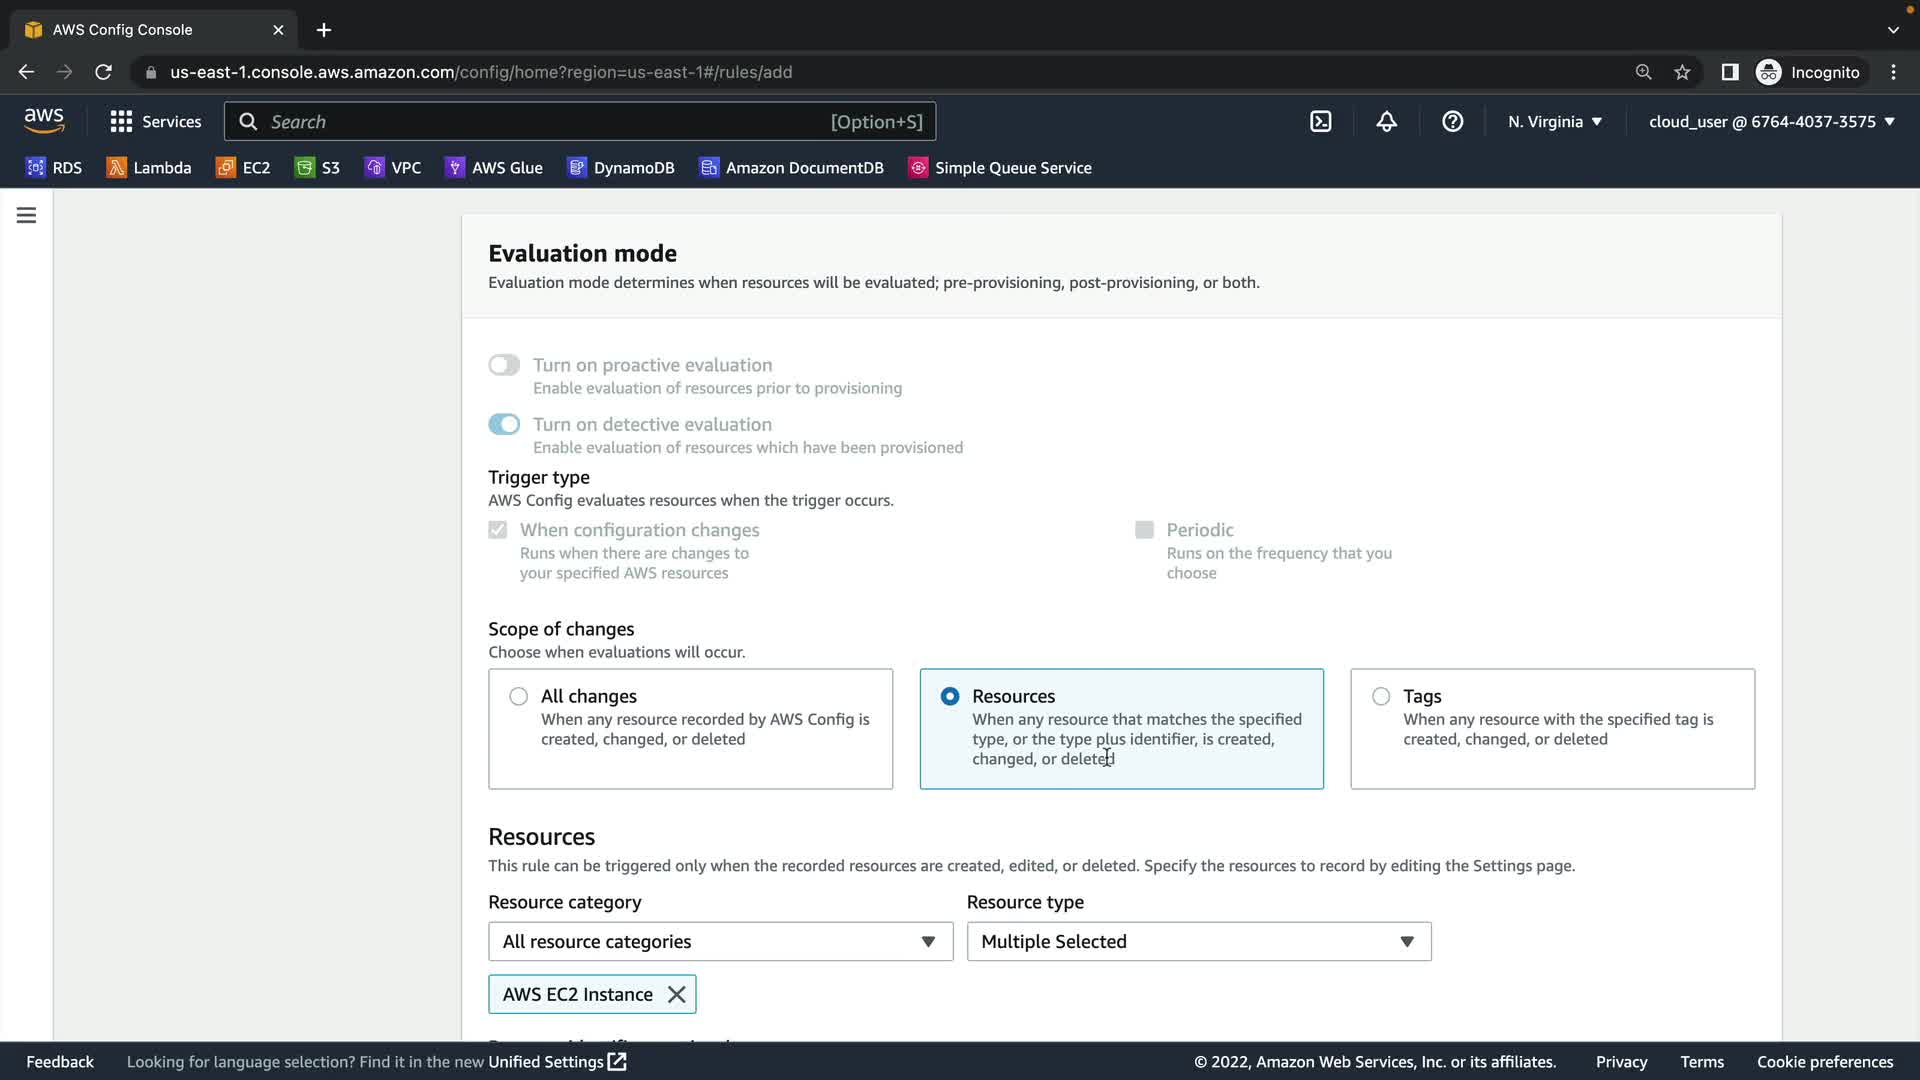 AWS Config Console
us-east-1.console.aws.amazon.com/config/home?region=us-east-1#/rules/add
Incognito
aws
Services
Search
[Option+S]
N. Virginia
cloud_user @ 6764-4037-3575
RDS
Lambda
EC2
S3
VPC
AWS Glue
DynamoDB
Amazon DocumentDB
Simple Queue Service
Evaluation mode
Evaluation mode determines when resources will be evaluated; pre-provisioning, post-provisioning, or both.
Turn on proactive evaluation
Enable evaluation of resources prior to provisioning
Turn on detective evaluation
Enable evaluation of resources which have been provisioned
Trigger type
AWS Config evaluates resources when the trigger occurs.
When configuration changes
Runs when there are changes to
your specified AWS resources
Periodic
Runs on the frequency that you
choose
Scope of changes
Choose when evaluations will occur.
All changes
When any resource recorded by AWS Config is
created, changed, or deleted
Resources
When any resource that matches the specified
type, or the type plus identifier, is created,
changed, or deleted
Tags
When any resource with the specified tag is
created, changed, or deleted
Resources
This rule can be triggered only when the recorded resources are created, edited, or deleted. Specify the resources to record by editing the Settings page.
Resource category
Resource type
All resource categories
Multiple Selected
AWS EC2 Instance
Feedback
Looking for language selection? Find it in the new Unified Settings
© 2022, Amazon Web Services, Inc. or its affiliates.
Privacy
Terms
Cookie preferences